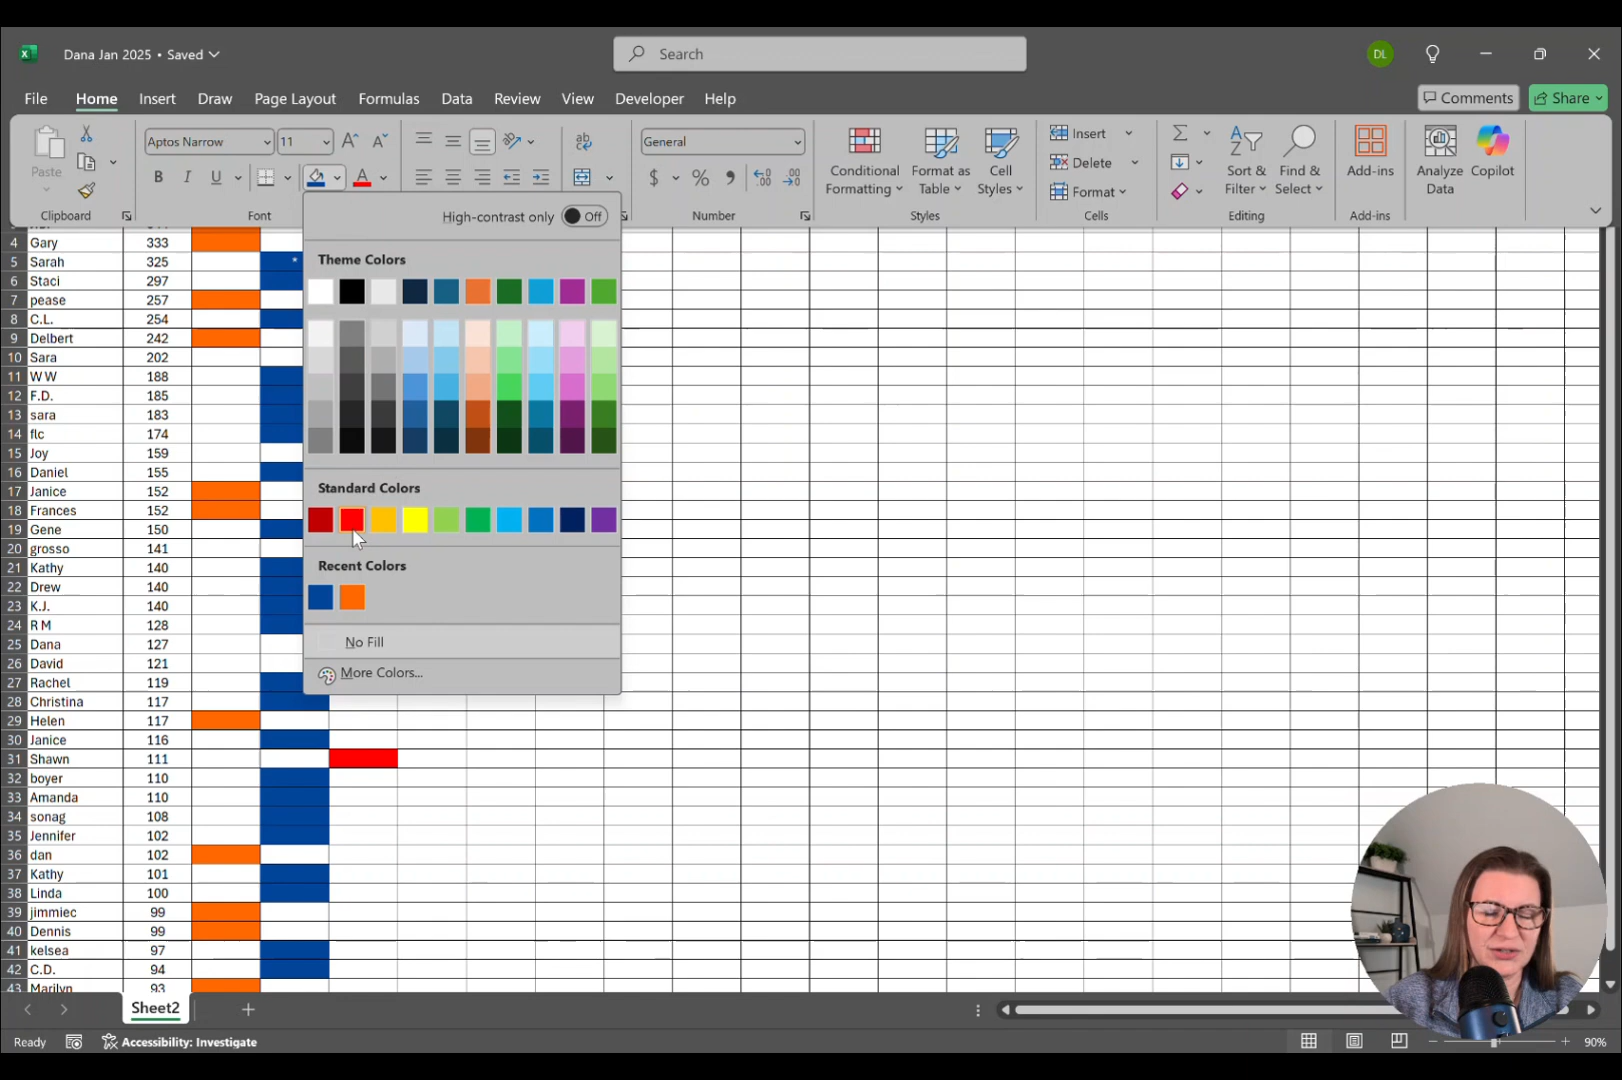 Dana Jan 2025 • Saved
Search
DL
File Home Insert Draw Page Layout Formulas Data Review View Developer Help
Comments Share
Paste
Clipboard
Aptos Narrow 11
B I U A
Font
General
$ % 9
Number
Conditional Formatting
Format as Table
Cell Styles
Styles
Insert
Delete
Format
Cells
Sort & Filter
Find & Select
Editing
Add-ins
Add-ins
Analyze Data
Copilot
High-contrast only Off
Theme Colors
Standard Colors
Recent Colors
No Fill
More Colors...
4 Gary 333
5 Sarah 325 *
6 Staci 297
7 pease 257
8 C.L. 254
9 Delbert 242
10 Sara 202
11 W W 188
12 F.D. 185
13 sara 183
14 flc 174
15 Joy 159
16 Daniel 155
17 Janice 152
18 Frances 152
19 Gene 150
20 grosso 141
21 Kathy 140
22 Drew 140
23 K.J. 140
24 R M 128
25 Dana 127
26 David 121
27 Rachel 119
28 Christina 117
29 Helen 117
30 Janice 116
31 Shawn 111
32 boyer 110
33 Amanda 110
34 sonag 108
35 Jennifer 102
36 dan 102
37 Kathy 101
38 Linda 100
39 jimmiec 99
40 Dennis 99
41 kelsea 97
42 C.D. 94
43 Marilyn 93
Sheet2
Ready Accessibility: Investigate 90%